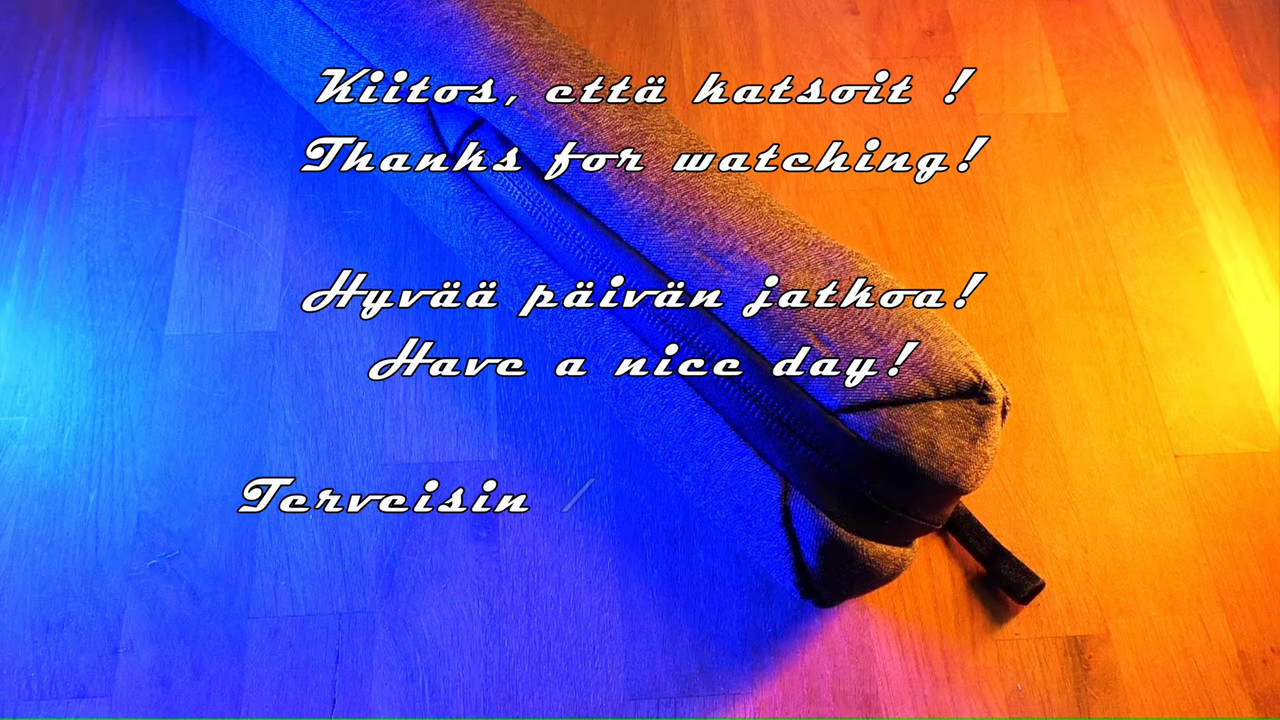 Kiitos, että katsoit !
Thanks for watching!
Hyvää päivän jatkoa!
Have a nice day!
Terveisin /